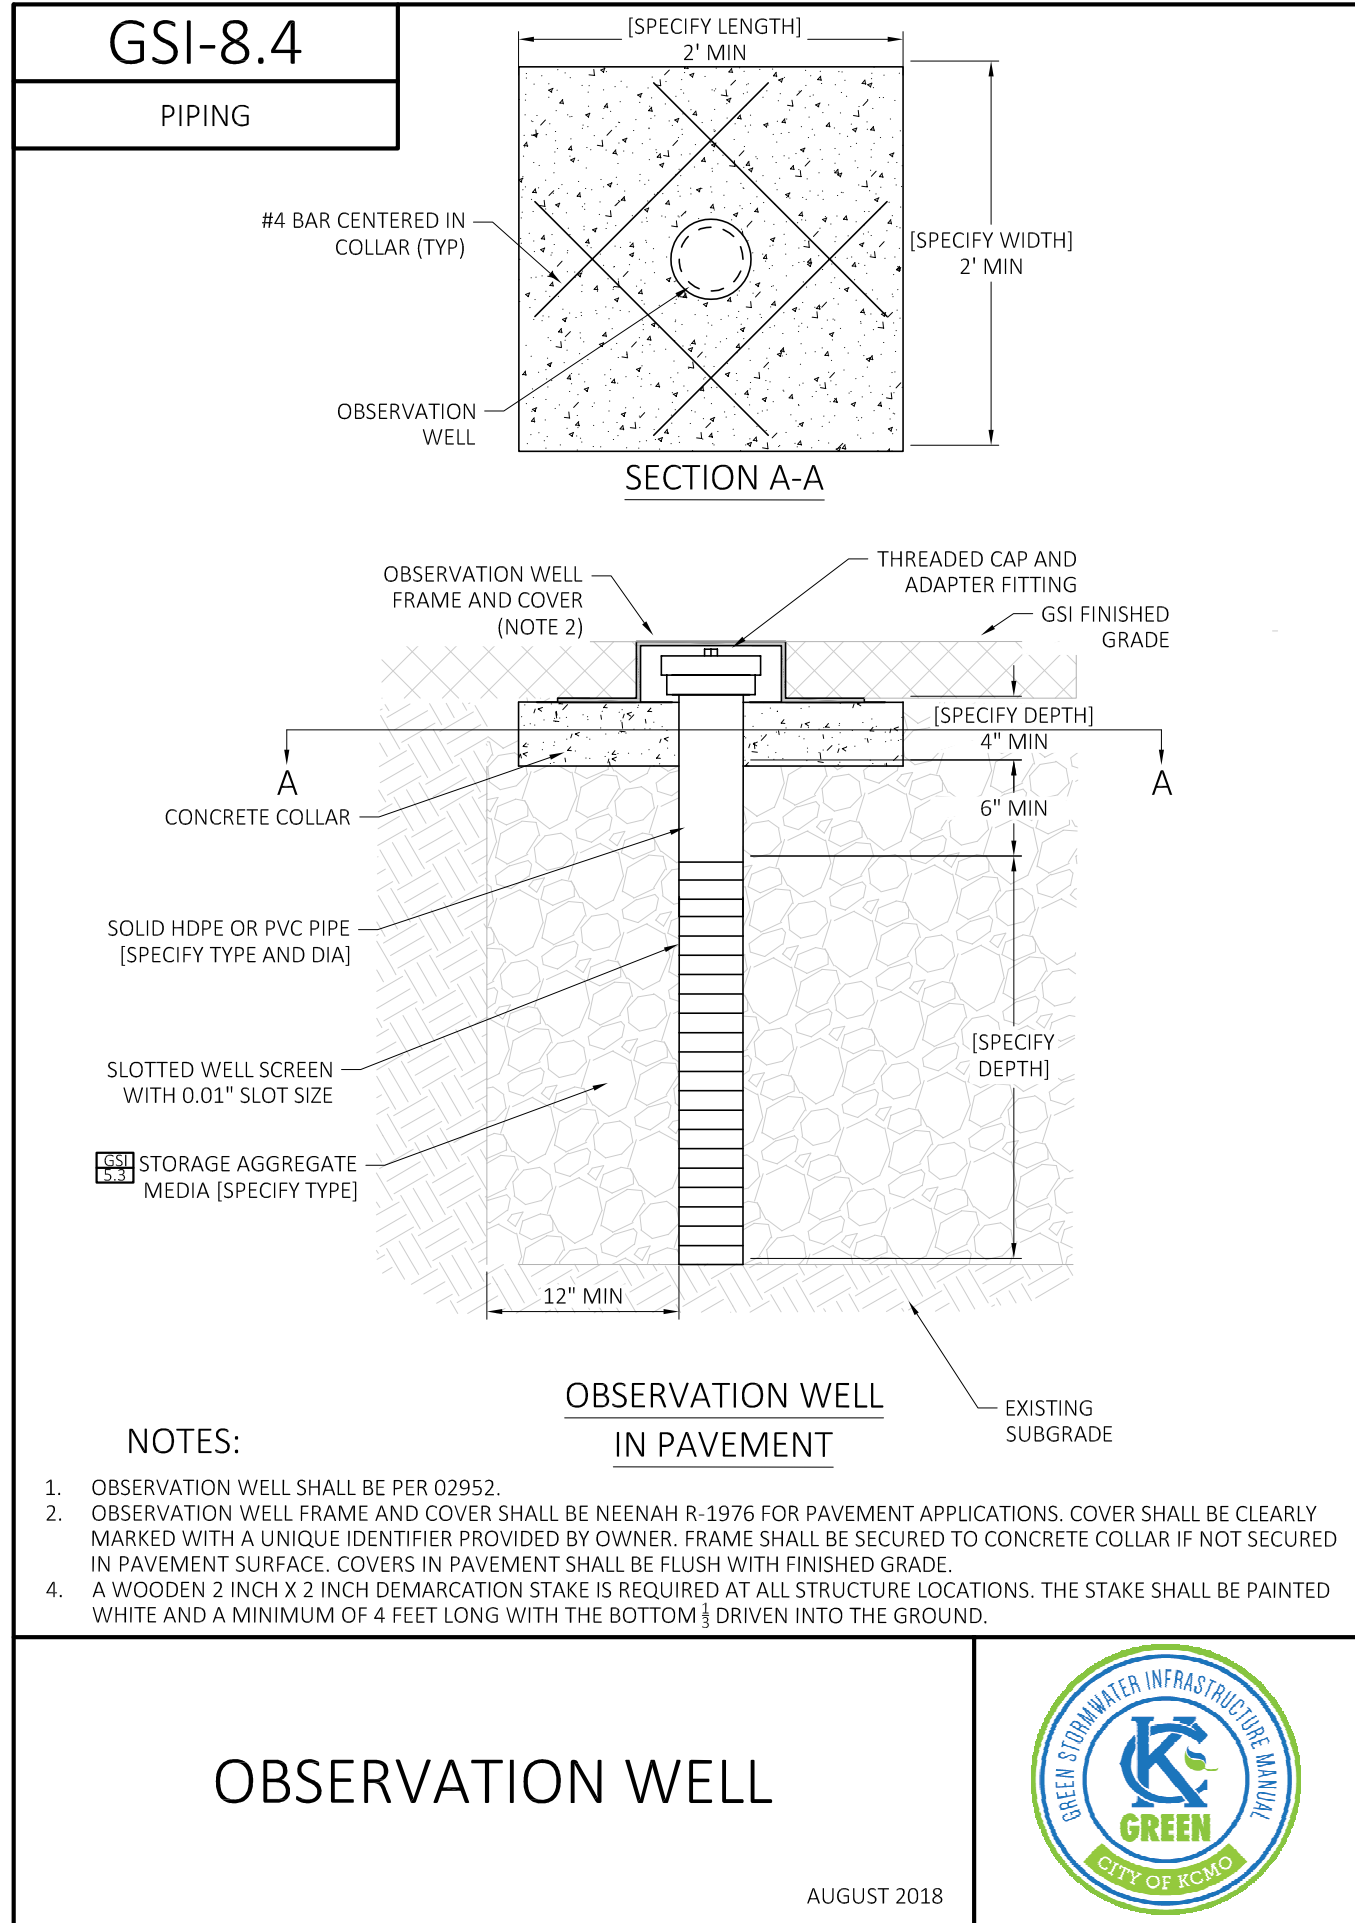 GSI-8.4
PIPING
[SPECIFY LENGTH]
2' MIN
#4 BAR CENTERED IN
COLLAR (TYP)
[SPECIFY WIDTH]
2' MIN
OBSERVATION
WELL
SECTION A-A
OBSERVATION WELL
FRAME AND COVER
(NOTE 2)
THREADED CAP AND
ADAPTER FITTING
GSI FINISHED
GRADE
[SPECIFY DEPTH]
4" MIN
A
A
6" MIN
CONCRETE COLLAR
SOLID HDPE OR PVC PIPE
[SPECIFY TYPE AND DIA]
[SPECIFY
DEPTH]
SLOTTED WELL SCREEN
WITH 0.01" SLOT SIZE
GSI
5.3
STORAGE AGGREGATE
MEDIA [SPECIFY TYPE]
12" MIN
OBSERVATION WELL
IN PAVEMENT
EXISTING
SUBGRADE
NOTES:
1. OBSERVATION WELL SHALL BE PER 02952.
2. OBSERVATION WELL FRAME AND COVER SHALL BE NEENAH R-1976 FOR PAVEMENT APPLICATIONS. COVER SHALL BE CLEARLY
MARKED WITH A UNIQUE IDENTIFIER PROVIDED BY OWNER. FRAME SHALL BE SECURED TO CONCRETE COLLAR IF NOT SECURED
IN PAVEMENT SURFACE. COVERS IN PAVEMENT SHALL BE FLUSH WITH FINISHED GRADE.
4. A WOODEN 2 INCH X 2 INCH DEMARCATION STAKE IS REQUIRED AT ALL STRUCTURE LOCATIONS. THE STAKE SHALL BE PAINTED
WHITE AND A MINIMUM OF 4 FEET LONG WITH THE BOTTOM 1/3 DRIVEN INTO THE GROUND.
OBSERVATION WELL
AUGUST 2018
GREEN STORMWATER INFRASTRUCTURE MANUAL
KC
GREEN
CITY OF KCMO